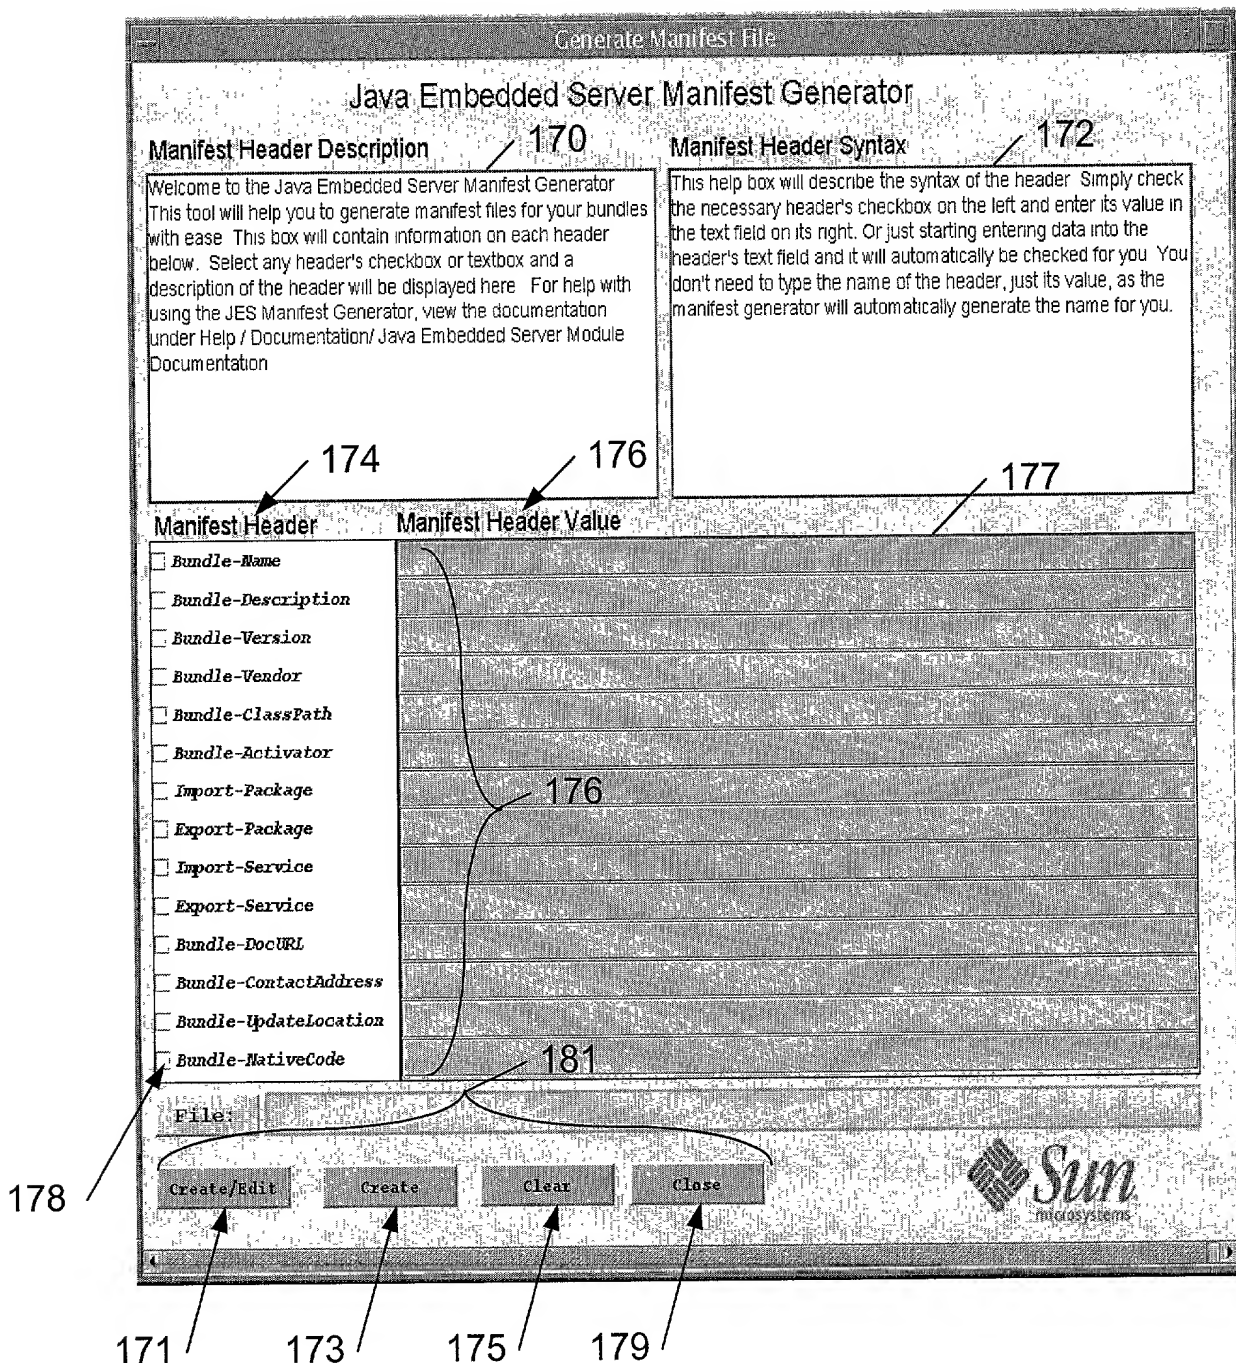 Generate Manifest File
Java Embedded Server Manifest Generator
Manifest Header Description
170
Manifest Header Syntax
172
Welcome to the Java Embedded Server Manifest Generator
This tool will help you to generate manifest files for your bundles
with ease This box will contain information on each header
below. Select any header's checkbox or textbox and a
description of the header will be displayed here For help with
using the JES Manifest Generator, view the documentation
under Help / Documentation/ Java Embedded Server Module
Documentation
This help box will describe the syntax of the header Simply check
the necessary header's checkbox on the left and enter its value in
the text field on its right. Or just starting entering data into the
header's text field and it will automatically be checked for you You
don't need to type the name of the header, just its value, as the
manifest generator will automatically generate the name for you.
174
176
177
Manifest Header
Manifest Header Value
Bundle-Name
Bundle-Description
Bundle-Version
Bundle-Vendor
Bundle-ClassPath
Bundle-Activator
Import-Package
176
Export-Package
Import-Service
Export-Service
Bundle-DocURL
Bundle-ContactAddress
Bundle-UpdateLocation
Bundle-NativeCode
181
File:
178
Create/Edit
Create
Clear
Close
Sun
microsystems
171
173
175
179